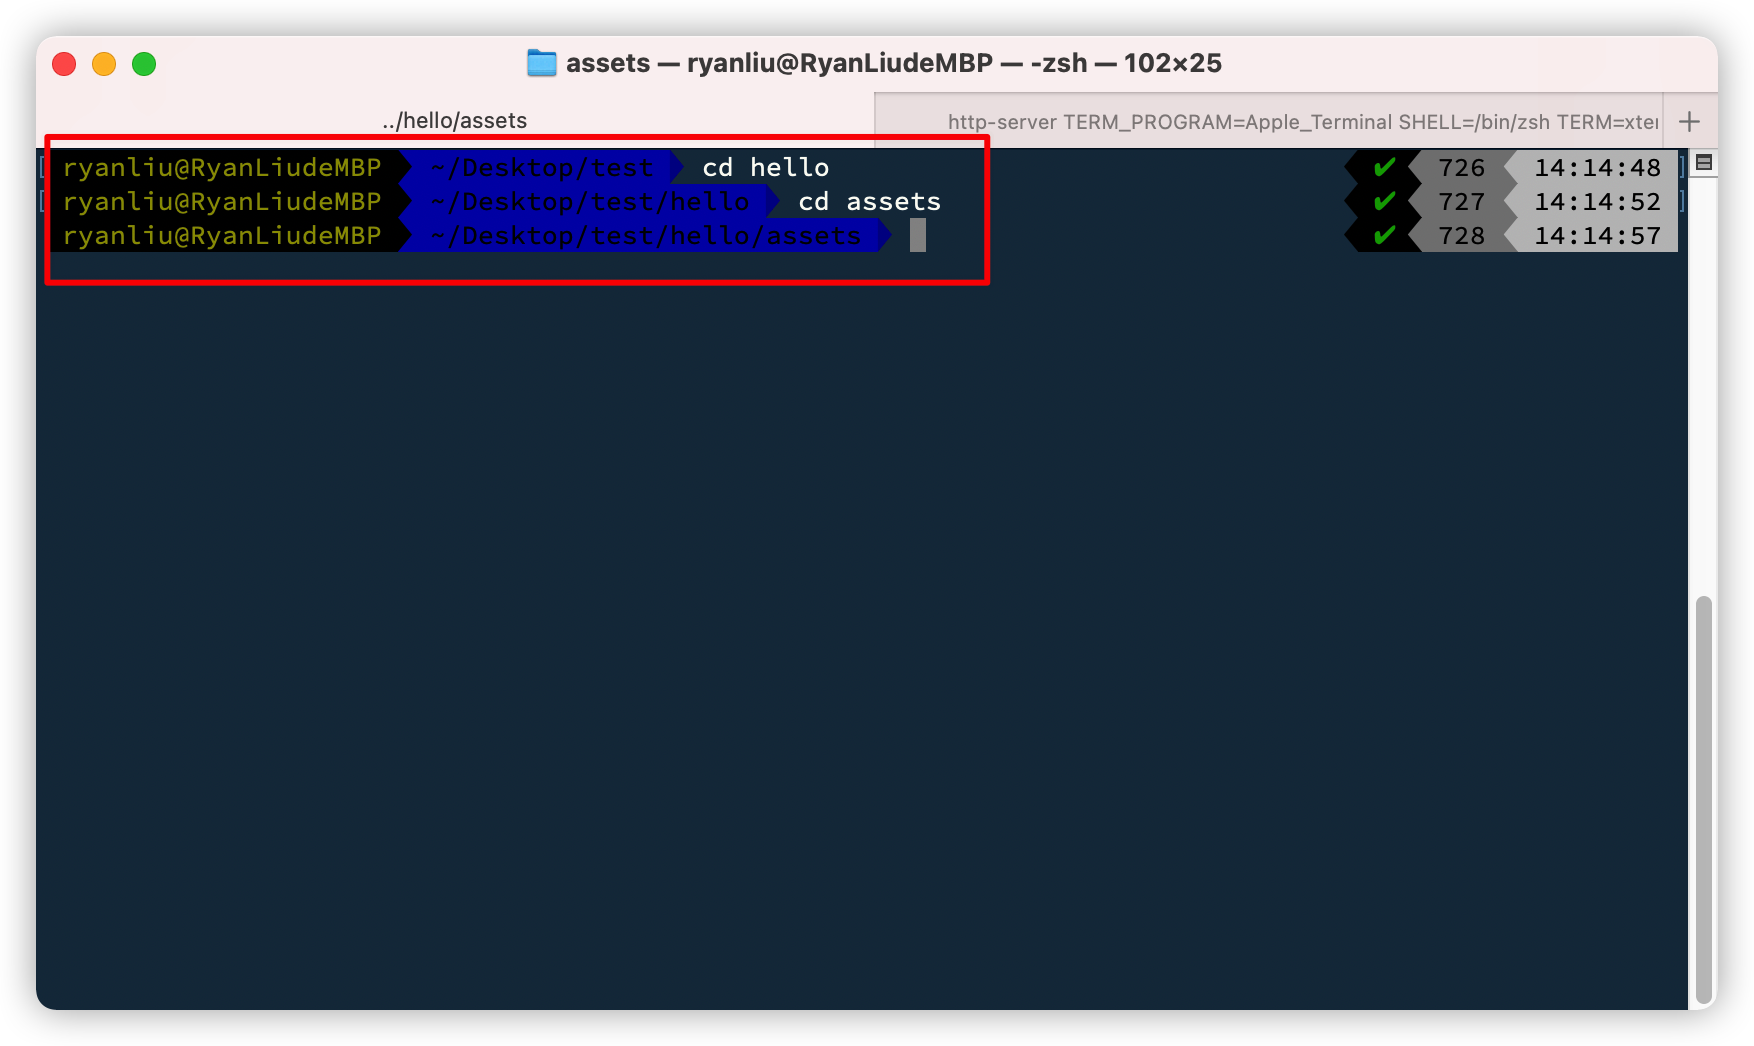 assets — ryanliu@RyanLiudeMBP — -zsh — 102×25
../hello/assets
http-server TERM_PROGRAM=Apple_Terminal SHELL=/bin/zsh TERM=xter
ryanliu@RyanLiudeMBP ~/Desktop/test cd hello ✔ 726 14:14:48
ryanliu@RyanLiudeMBP ~/Desktop/test/hello cd assets ✔ 727 14:14:52
ryanliu@RyanLiudeMBP ~/Desktop/test/hello/assets ✔ 728 14:14:57